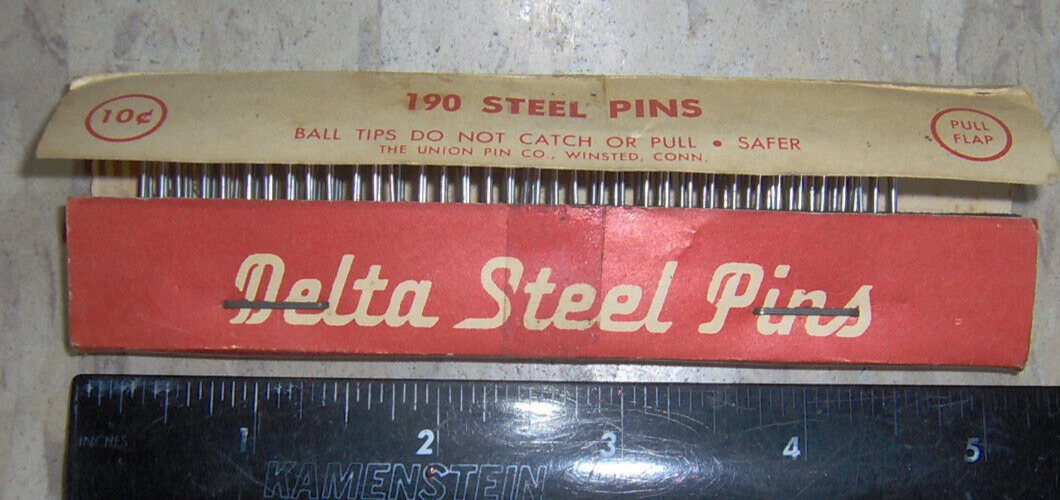 10¢
190 STEEL PINS
BALL TIPS DO NOT CATCH OR PULL • SAFER
THE UNION PIN CO., WINSTED, CONN.
PULL
FLAP
Delta Steel Pins
INCHES
1 2 3 4 5
KAMENSTEIN